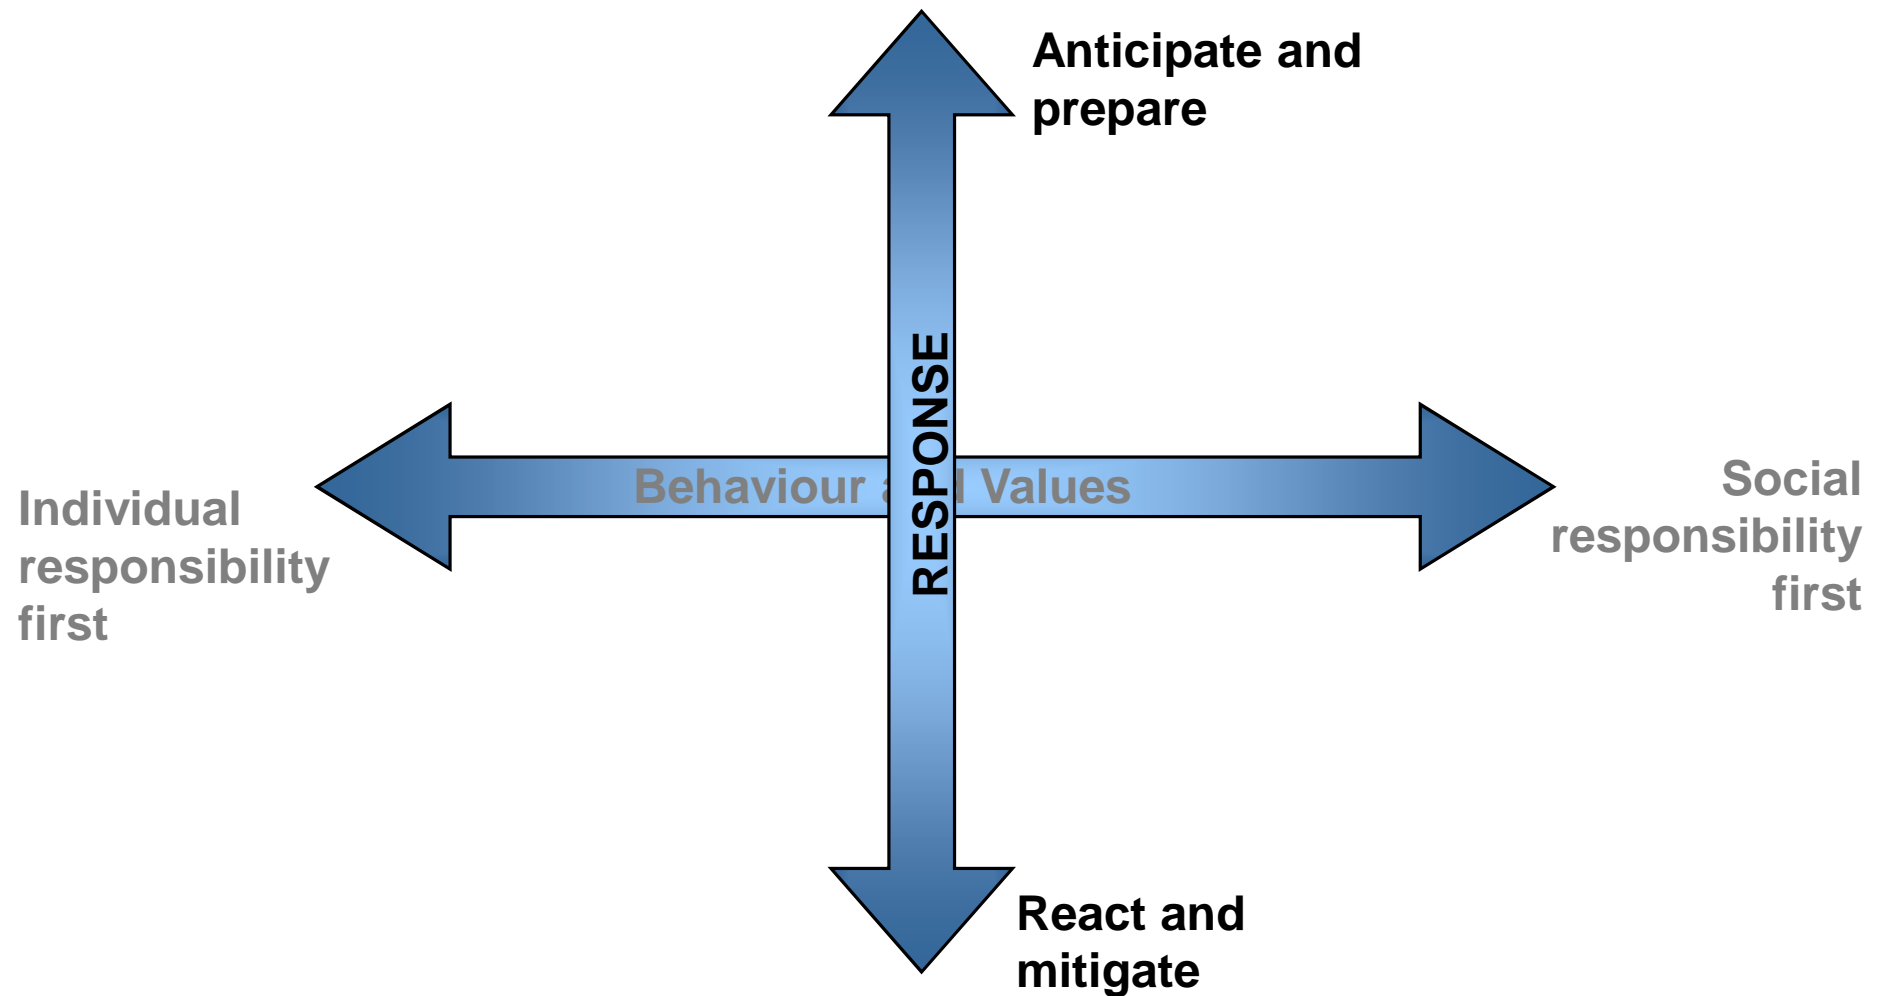 Anticipate and
prepare
RESPONSE
Behaviour Values
Individual
responsibility
first
Social
responsibility
first
React and
mitigate